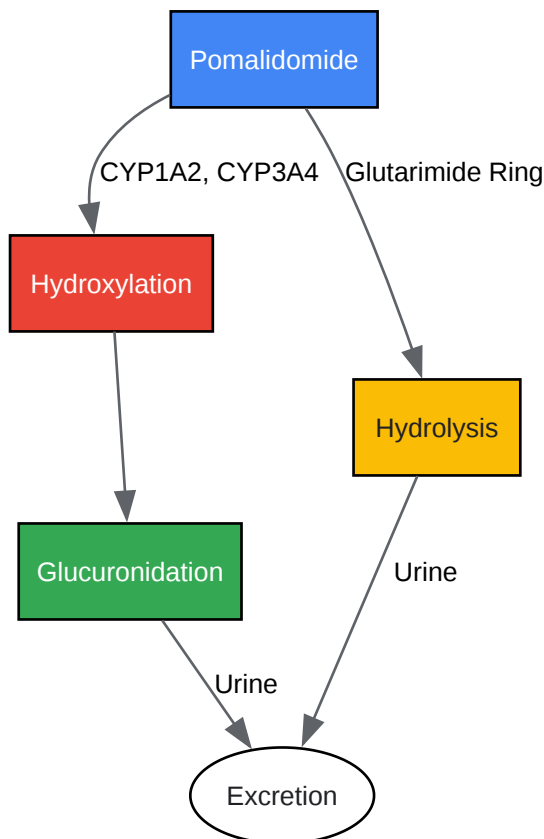 Pomalidomide
CYP1A2, CYP3A4
Glutarimide Ring
Hydroxylation
Hydrolysis
Glucuronidation
Urine
Urine
Excretion